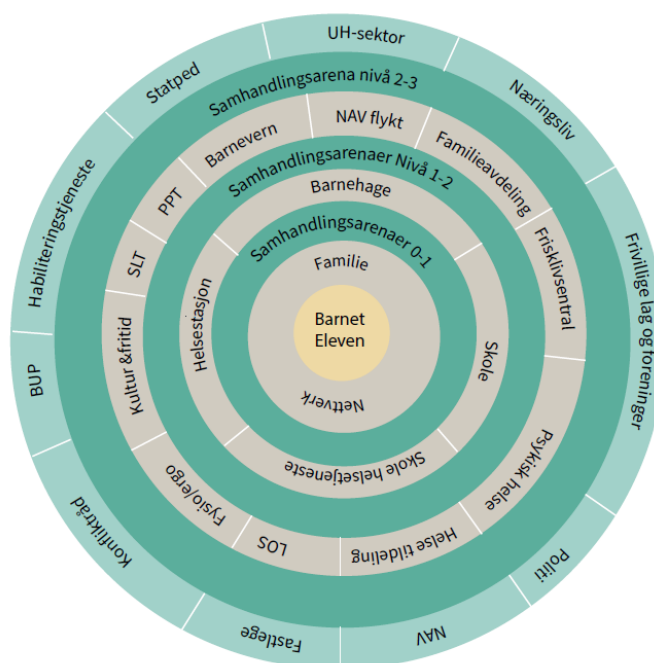 UH-sektor
Næringsliv
Frivillige lag og foreninger
Politi
NAV
Fastlege
Konfliktråd
BUP
Habiliteringstjeneste
Statped
Samhandlingsarena nivå 2-3
NAV flykt
Familieavdeling
Frisklivsentral
Psykisk helse
Helse tildeling
LOS
Fysio/ergo
Kultur &fritid
SLT
PPT
Barnevern
Samhandlingsarenaer Nivå 1-2
Barnehage
Skole
Skole helsetjeneste
Helsestasjon
Samhandlingsarenaer 0-1
Familie
Nettverk
Barnet
Eleven